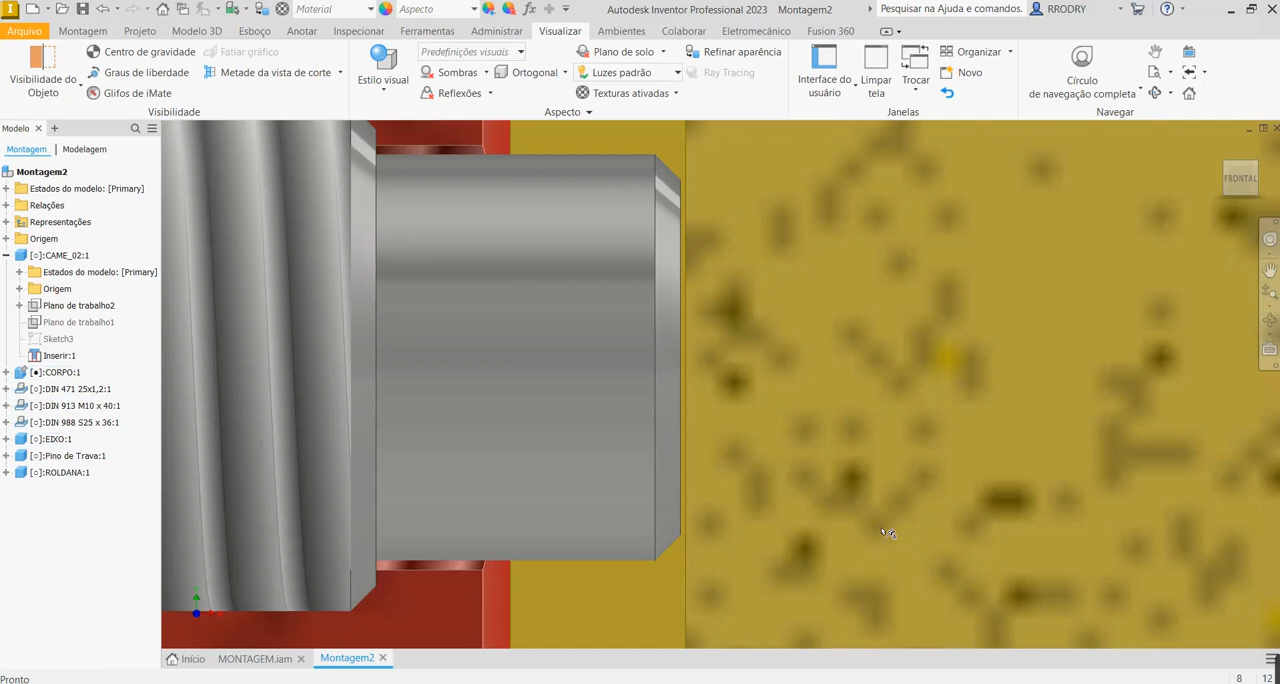 Material
Aspecto
fx
Autodesk Inventor Professional 2023
Montagem2
Pesquisar na Ajuda e comandos.
RRODRY
Arquivo
Montagem
Projeto
Modelo 3D
Esboço
Anotar
Inspecionar
Ferramentas
Administrar
Visualizar
Ambientes
Colaborar
Eletromecânico
Fusion 360
Visibilidade do
Objeto
Centro de gravidade
Graus de liberdade
Glifos de iMate
Fatiar gráfico
Metade da vista de corte
Visibilidade
Estilo visual
Predefinições visuais
Sombras
Reflexões
Ortogonal
Plano de solo
Luzes padrão
Texturas ativadas
Refinar aparência
Ray Tracing
Aspecto
Interface do
usuário
Limpar
tela
Trocar
Organizar
Novo
Janelas
Círculo
de navegação completa
Navegar
Modelo
Montagem
Modelagem
Montagem2
Estados do modelo: [Primary]
Relações
Representações
Origem
CAME_02:1
Estados do modelo: [Primary]
Origem
Plano de trabalho2
Plano de trabalho1
Sketch3
Inserir:1
CORPO:1
DIN 471 25x1,2:1
DIN 913 M10 x 40:1
DIN 988 S25 x 36:1
EIXO:1
Pino de Trava:1
ROLDANA:1
FRONTAL
Início
MONTAGEM.iam
Montagem2
Pronto
8
12